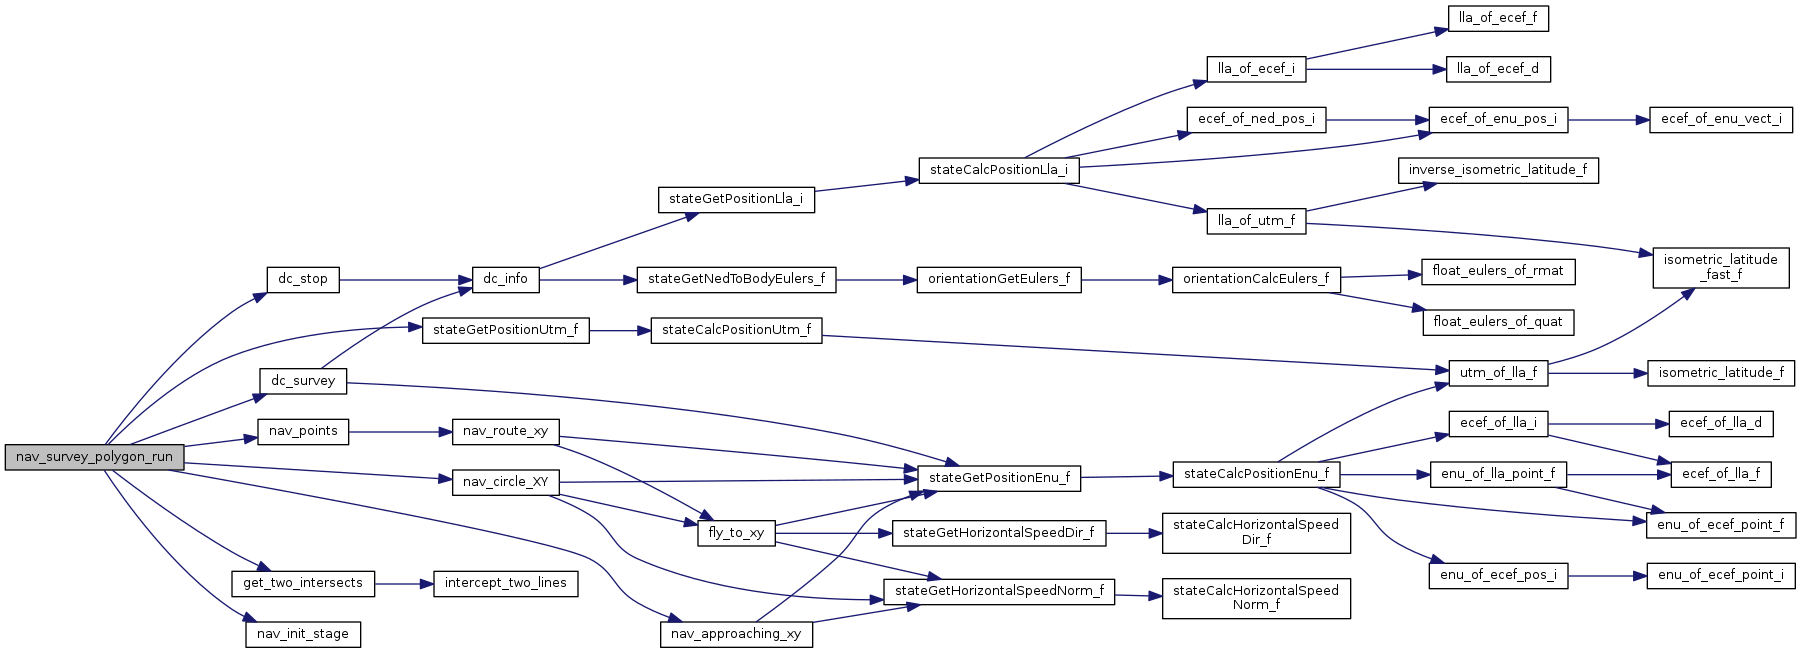 lla_of_ecef_f
lla_of_ecef_i
lla_of_ecef_d
ecef_of_ned_pos_i
ecef_of_enu_pos_i
ecef_of_enu_vect_i
stateCalcPositionLla_i
inverse_isometric_latitude_f
stateGetPositionLla_i
lla_of_utm_f
isometric_latitude
_fast_f
dc_stop
dc_info
stateGetNedToBodyEulers_f
orientationGetEulers_f
orientationCalcEulers_f
float_eulers_of_rmat
float_eulers_of_quat
stateGetPositionUtm_f
stateCalcPositionUtm_f
dc_survey
utm_of_lla_f
isometric_latitude_f
nav_points
nav_route_xy
ecef_of_lla_i
ecef_of_lla_d
nav_survey_polygon_run
nav_circle_XY
stateGetPositionEnu_f
stateCalcPositionEnu_f
enu_of_lla_point_f
ecef_of_lla_f
fly_to_xy
stateGetHorizontalSpeedDir_f
stateCalcHorizontalSpeed
Dir_f
enu_of_ecef_point_f
get_two_intersects
intercept_two_lines
stateGetHorizontalSpeedNorm_f
stateCalcHorizontalSpeed
Norm_f
enu_of_ecef_pos_i
enu_of_ecef_point_i
nav_init_stage
nav_approaching_xy